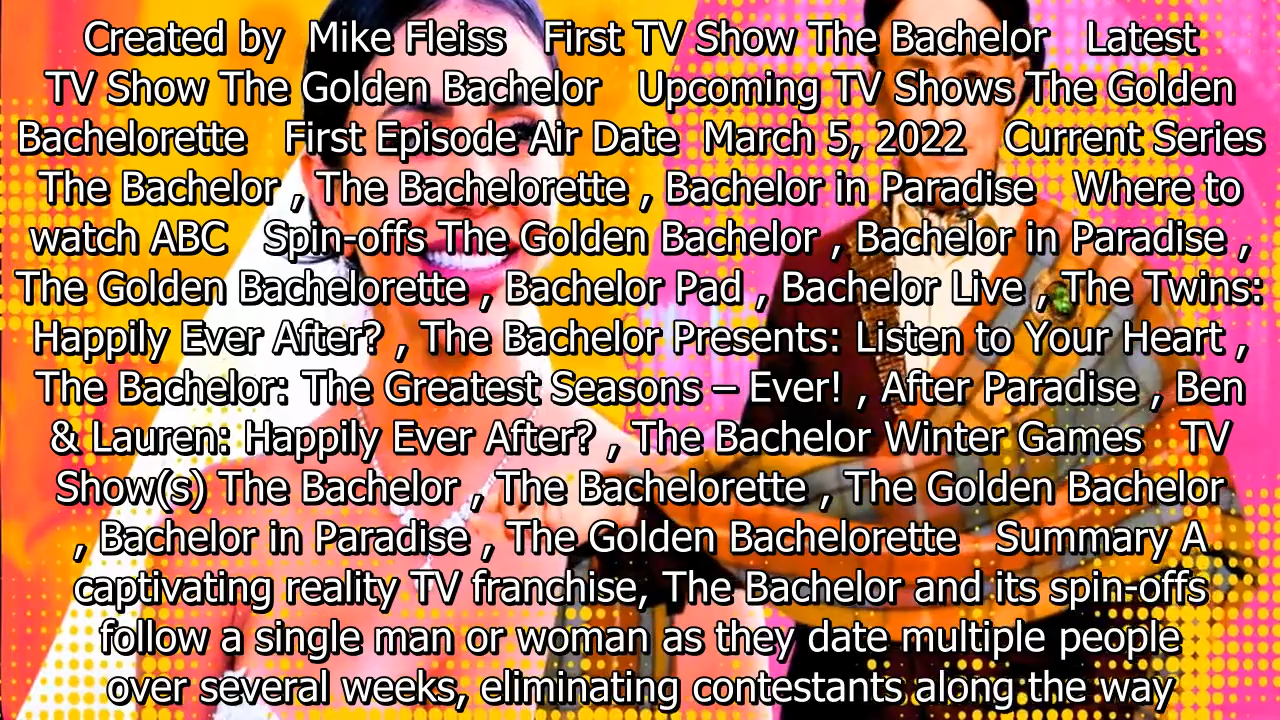 Created by  Mike Fleiss   First TV Show The Bachelor   Latest
TV Show The Golden Bachelor   Upcoming TV Shows The Golden
Bachelorette   First Episode Air Date  March 5, 2022   Current Series
The Bachelor , The Bachelorette , Bachelor in Paradise   Where to
watch ABC   Spin-offs The Golden Bachelor , Bachelor in Paradise ,
The Golden Bachelorette , Bachelor Pad , Bachelor Live , The Twins:
Happily Ever After? , The Bachelor Presents: Listen to Your Heart ,
The Bachelor: The Greatest Seasons – Ever! , After Paradise , Ben
& Lauren: Happily Ever After? , The Bachelor Winter Games   TV
Show(s) The Bachelor , The Bachelorette , The Golden Bachelor
, Bachelor in Paradise , The Golden Bachelorette   Summary A
captivating reality TV franchise, The Bachelor and its spin-offs
follow a single man or woman as they date multiple people
over several weeks, eliminating contestants along the way